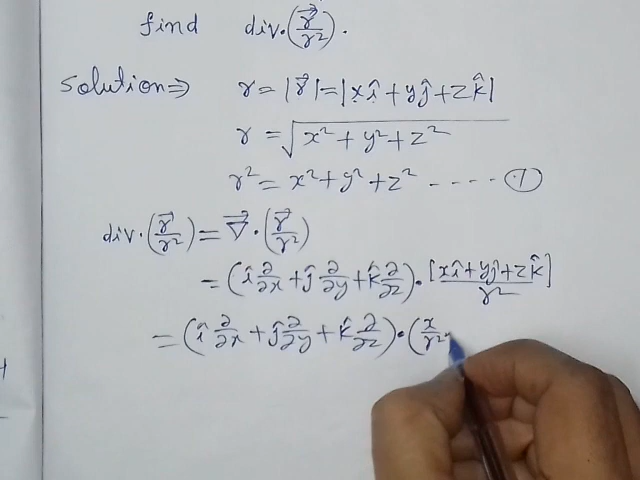 find div.(r⃗/r²).
Solution⇒ r = |r⃗| = |xî+yĵ+zk̂|
r = √(x²+y²+z²)
r² = x²+y²+z² ----- ①
div.(r⃗/r²) = ∇⃗.(r⃗/r²)
= (î ∂/∂x + ĵ ∂/∂y + k̂ ∂/∂z).[xî+yĵ+zk̂]/r²
= (î ∂/∂x + ĵ ∂/∂y + k̂ ∂/∂z).(x/r²